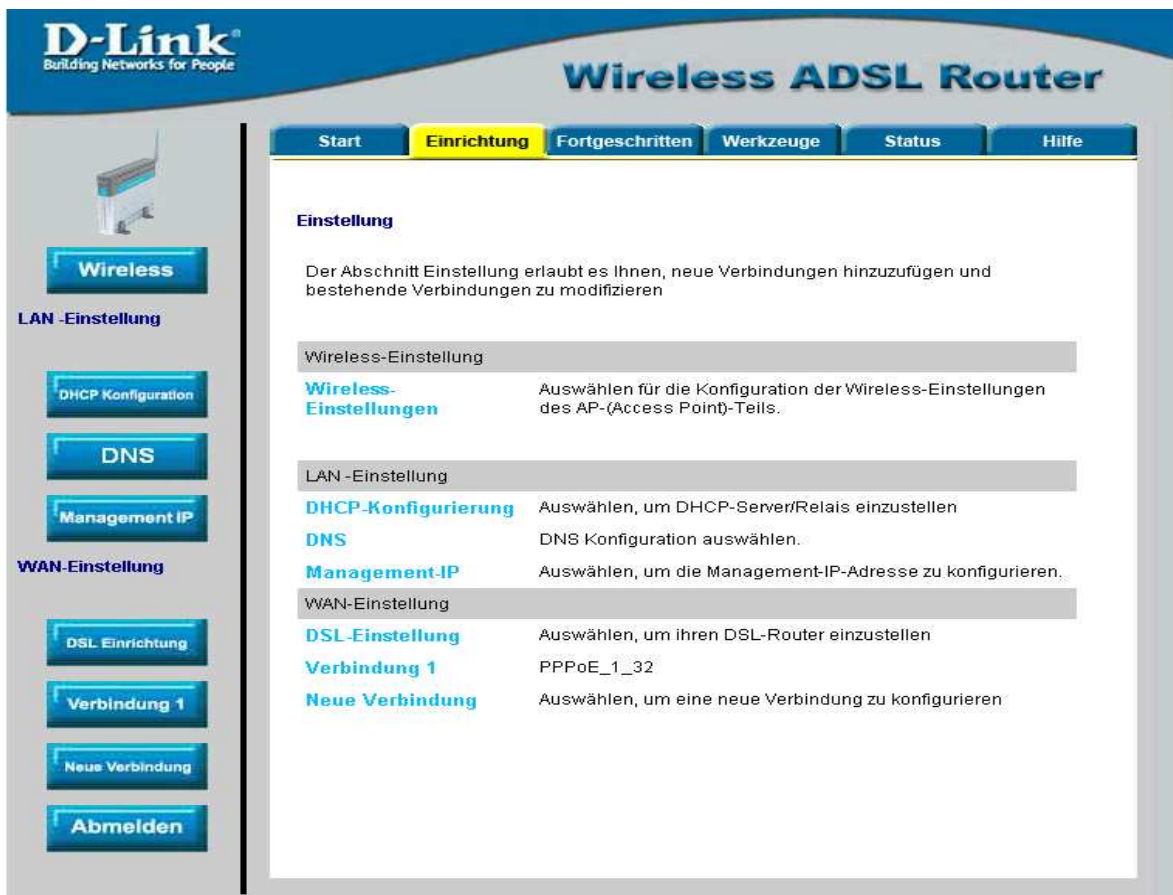 D-Link®
Building Networks for People
Wireless ADSL Router
Start Einrichtung Fortgeschritten Werkzeuge Status Hilfe
Wireless
LAN -Einstellung
DHCP Konfiguration
DNS
Management IP
WAN-Einstellung
DSL Einrichtung
Verbindung 1
Neue Verbindung
Abmelden
Einstellung
Der Abschnitt Einstellung erlaubt es Ihnen, neue Verbindungen hinzuzufügen und
bestehende Verbindungen zu modifizieren
Wireless-Einstellung
Wireless-
Einstellungen
Auswählen für die Konfiguration der Wireless-Einstellungen
des AP-(Access Point)-Teils.
LAN -Einstellung
DHCP-Konfigurierung Auswählen, um DHCP-Server/Relais einzustellen
DNS DNS Konfiguration auswählen.
Management-IP Auswählen, um die Management-IP-Adresse zu konfigurieren.
WAN-Einstellung
DSL-Einstellung Auswählen, um ihren DSL-Router einzustellen
Verbindung 1 PPPoE_1_32
Neue Verbindung Auswählen, um eine neue Verbindung zu konfigurieren